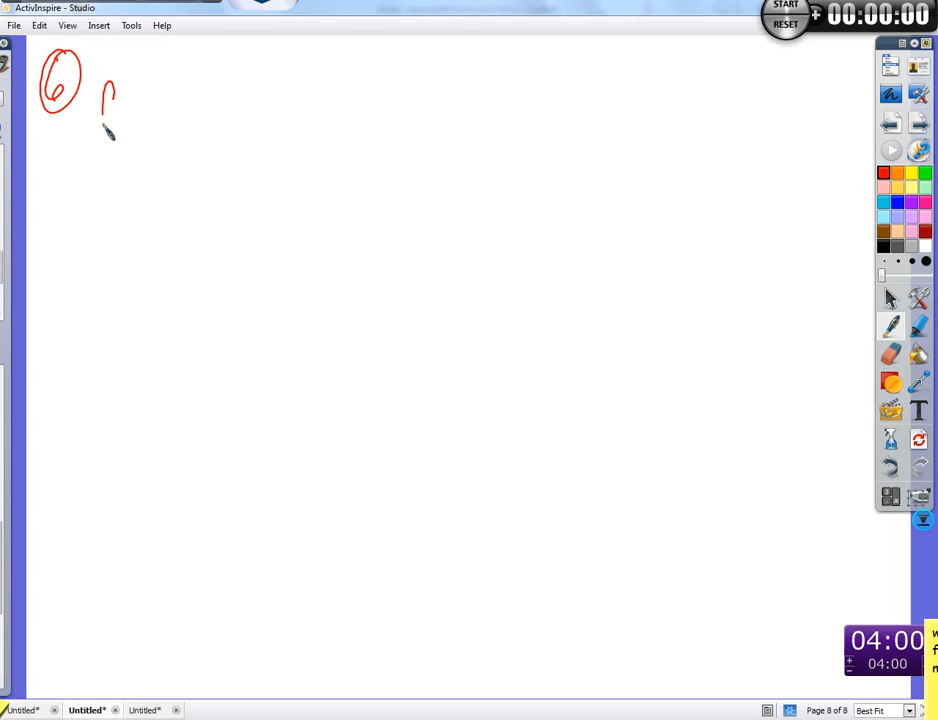 ActivInspire - Studio
START
RESET
+ 00:00:00
File Edit View Insert Tools Help
6
T
04:00
04:00
Untitled* Untitled* Untitled*
Page 8 of 8 Best Fit